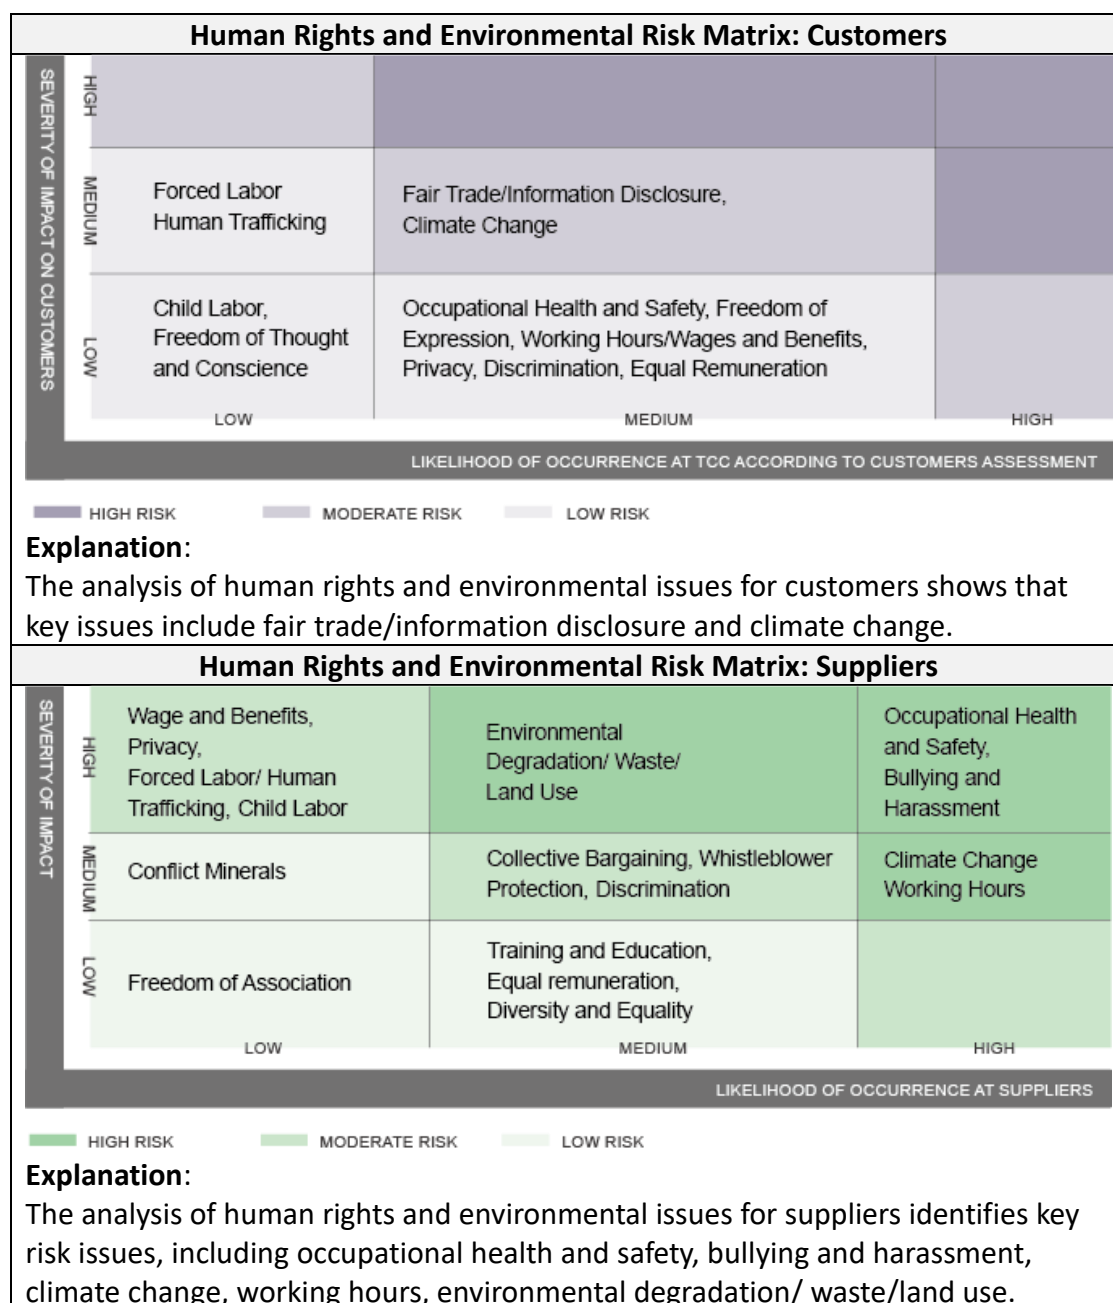 Human Rights and Environmental Risk Matrix: Customers
SEVERITY OF IMPACT ON CUSTOMERS
HIGH
MEDIUM
Forced Labor
Human Trafficking
Fair Trade/Information Disclosure,
Climate Change
LOW
Child Labor,
Freedom of Thought
and Conscience
Occupational Health and Safety, Freedom of
Expression, Working Hours/Wages and Benefits,
Privacy, Discrimination, Equal Remuneration
LOW
MEDIUM
HIGH
LIKELIHOOD OF OCCURRENCE AT TCC ACCORDING TO CUSTOMERS ASSESSMENT
HIGH RISK
MODERATE RISK
LOW RISK
Explanation:
The analysis of human rights and environmental issues for customers shows that
key issues include fair trade/information disclosure and climate change.
Human Rights and Environmental Risk Matrix: Suppliers
SEVERITY OF IMPACT
HIGH
Wage and Benefits,
Privacy,
Forced Labor/ Human
Trafficking, Child Labor
Environmental
Degradation/ Waste/
Land Use
Occupational Health
and Safety,
Bullying and
Harassment
MEDIUM
Conflict Minerals
Collective Bargaining, Whistleblower
Protection, Discrimination
Climate Change
Working Hours
LOW
Freedom of Association
Training and Education,
Equal remuneration,
Diversity and Equality
LOW
MEDIUM
HIGH
LIKELIHOOD OF OCCURRENCE AT SUPPLIERS
HIGH RISK
MODERATE RISK
LOW RISK
Explanation:
The analysis of human rights and environmental issues for suppliers identifies key
risk issues, including occupational health and safety, bullying and harassment,
climate change, working hours, environmental degradation/ waste/land use.